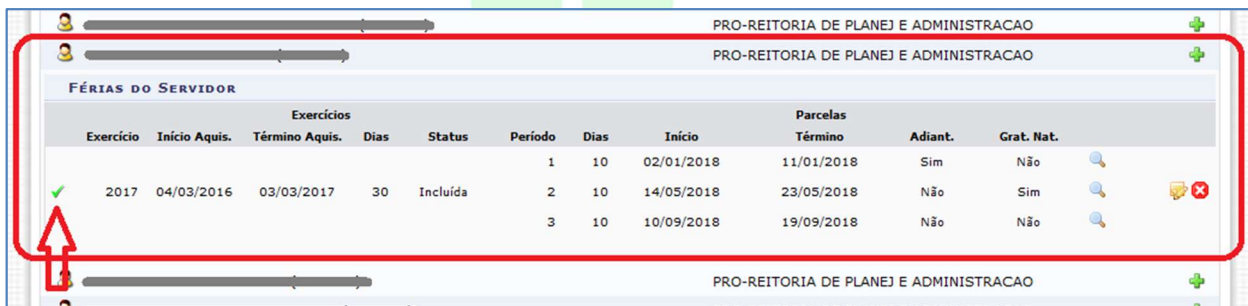 PRO-REITORIA DE PLANEJ E ADMINISTRACAO
PRO-REITORIA DE PLANEJ E ADMINISTRACAO
FÉRIAS DO SERVIDOR
Exercícios Parcelas
Exercício Início Aquis. Término Aquis. Dias Status Período Dias Início Término Adiant. Grat. Nat.
1 10 02/01/2018 11/01/2018 Sim Não
2017 04/03/2016 03/03/2017 30 Incluída 2 10 14/05/2018 23/05/2018 Não Sim
3 10 10/09/2018 19/09/2018 Não Não
PRO-REITORIA DE PLANEJ E ADMINISTRACAO